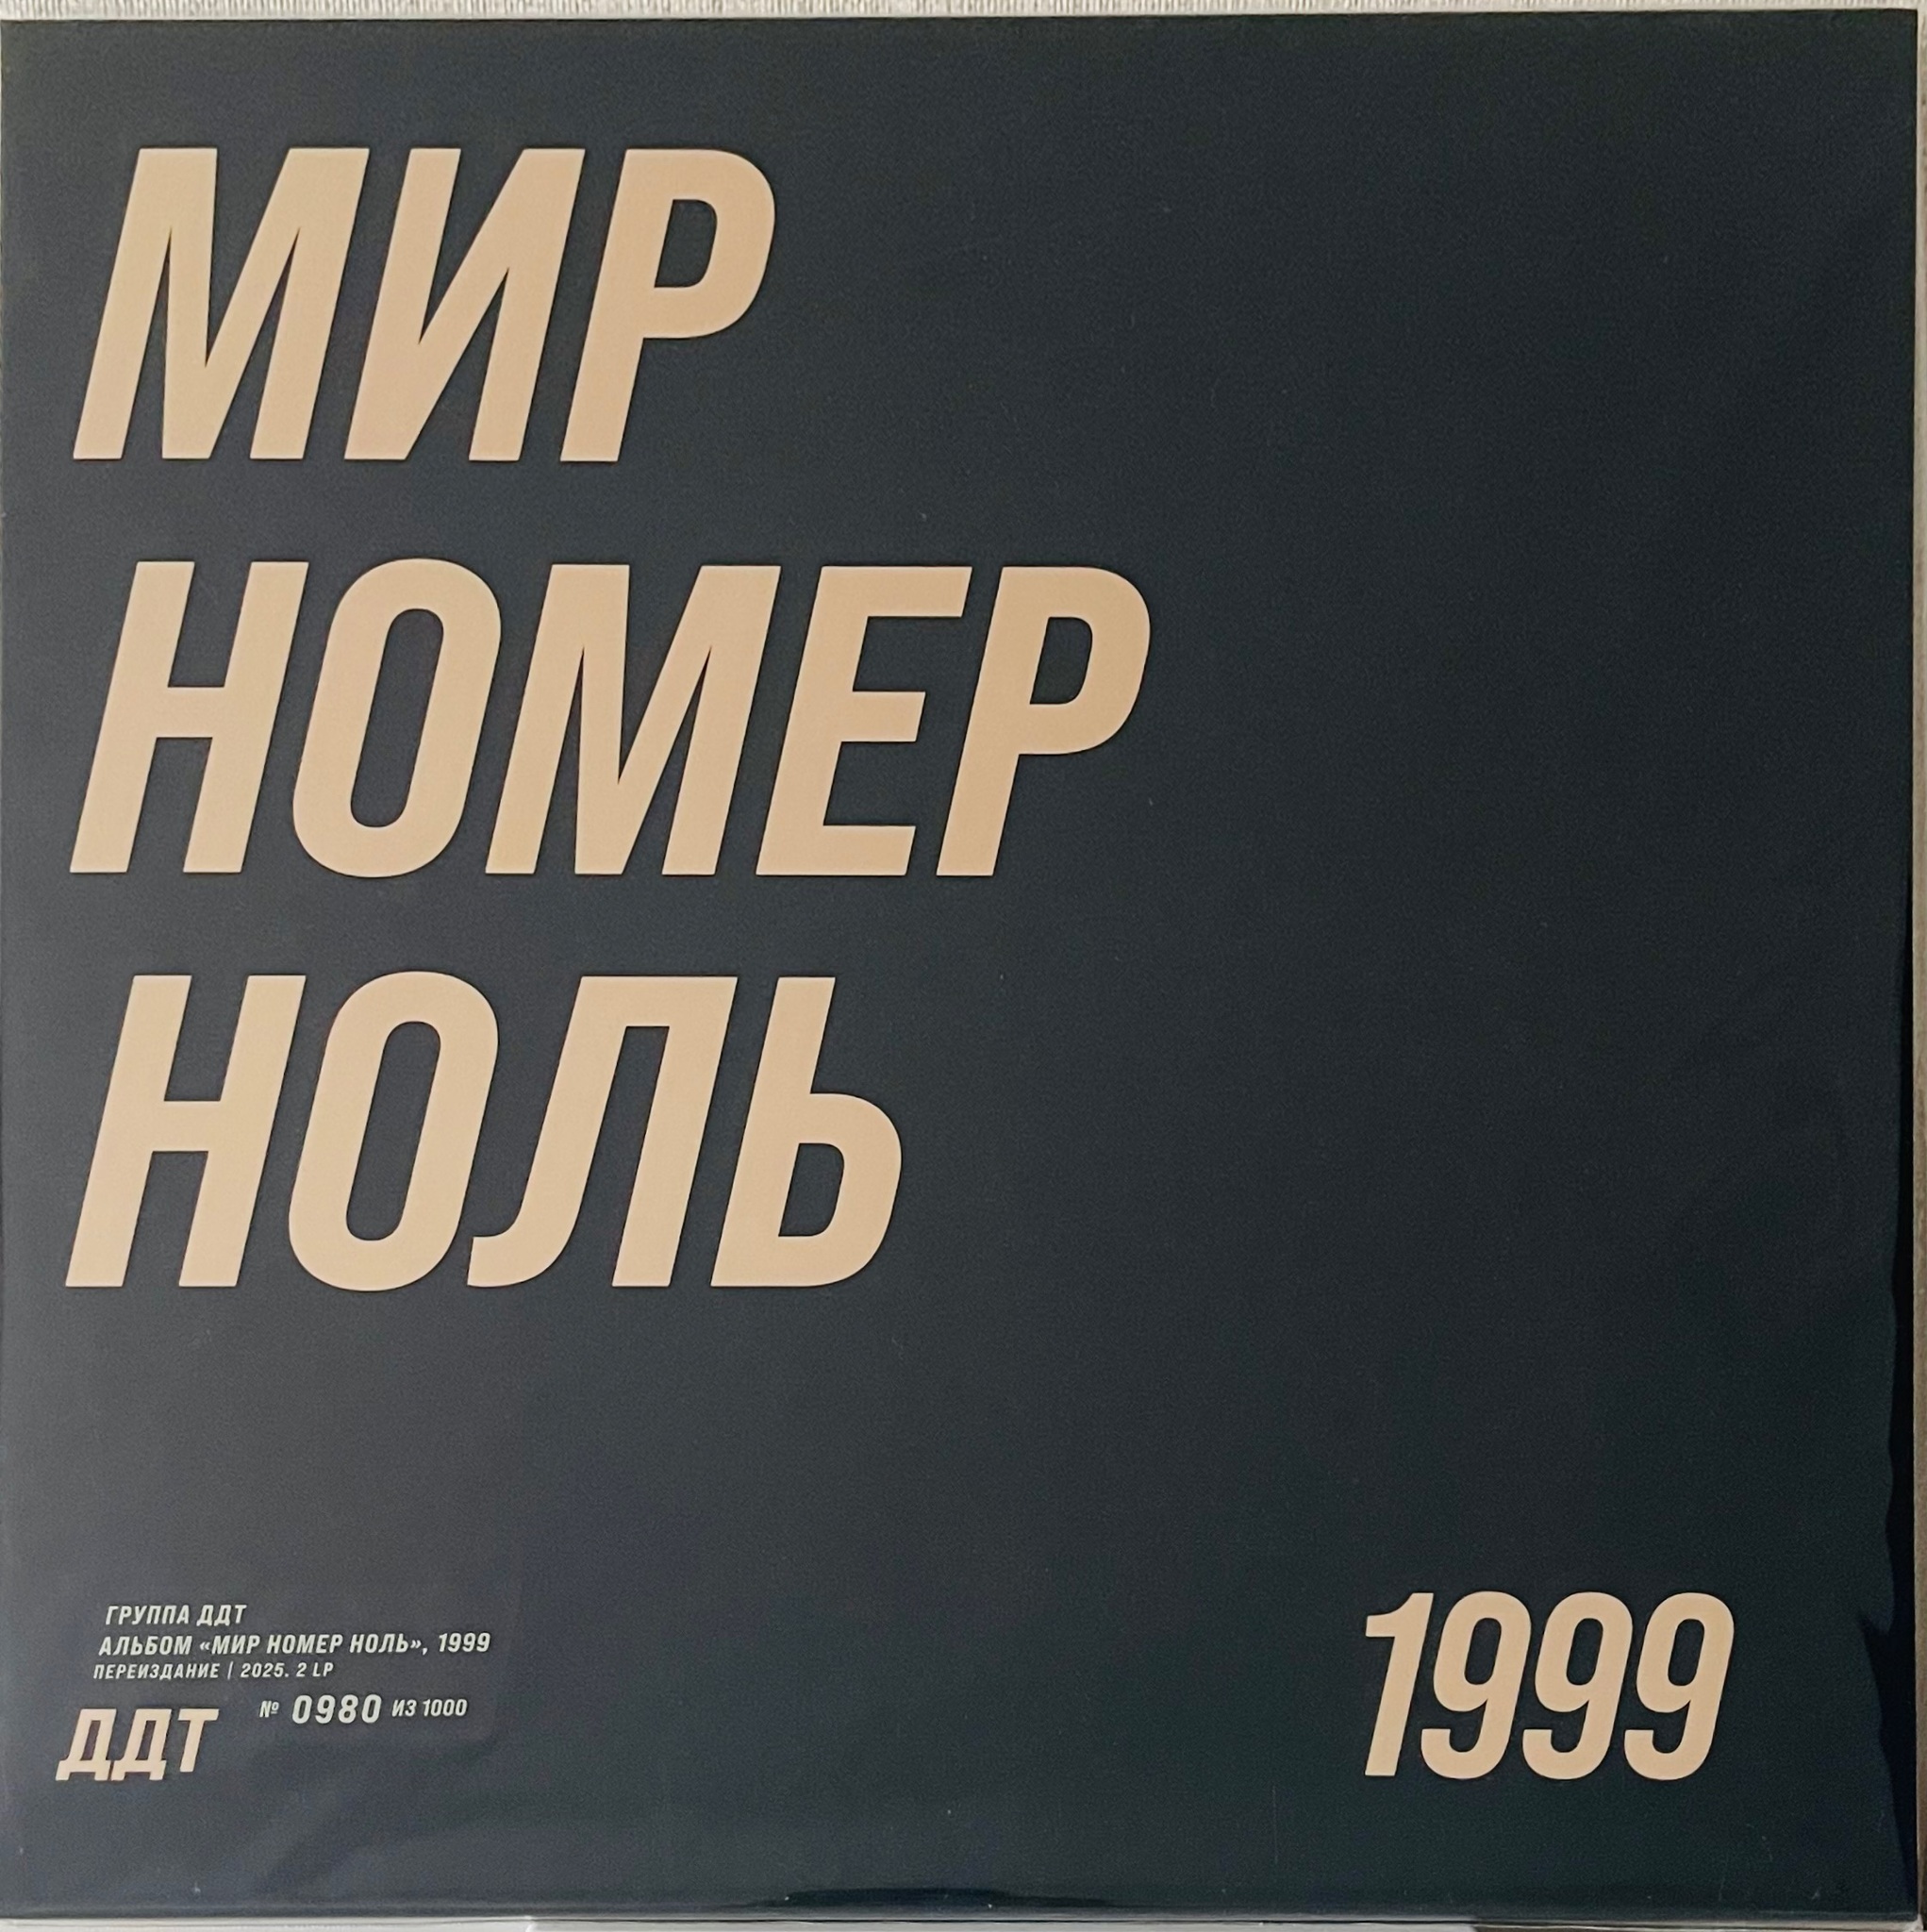 МИР
НОМЕР
НОЛЬ
ГРУППА ДДТ
АЛЬБОМ «МИР НОМЕР НОЛЬ», 1999
ПЕРЕИЗДАНИЕ | 2025. 2 LP
№ 0980 ИЗ 1000
ДДТ
1999